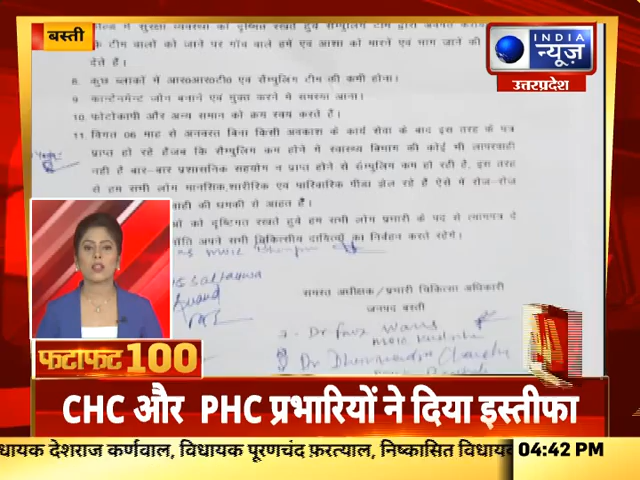 बस्ती
INDIA
न्यूज़
उत्तरप्रदेश
के टीम वालों को जाने पर गाँव वाले हमें एवं आशा को मारने एवं भाग जाने की
देते हैं।
8. कुछ ब्लाकों में आर0आर0टी0 एवं सैम्पुलिंग टीम की कमी होना।
9. कान्टेनमेन्ट जोन बनाने एवं मुक्त करने में समस्या आना।
10. फोटोकापी और अन्य समान को क्रय स्वयं करते हैं।
11. विगत 06 माह से अनवरत बिना किसी अवकाश के कार्य सेवा के बाद इस तरह के पत्र
प्राप्त हो रहे हैंजब कि सैम्पुलिंग कम होने में स्वास्थ्य विभाग की कोई भी लापरवाही
नही है बार-बार प्रशासनिक सहयोग न प्राप्त होने से सैम्पुलिंग कम हो रही है, इस तरह
से हम सभी लोग मानसिक,शारीरिक एवं पारिवारिक पीड़ा झेल रहे हैं ऐसे में रोज-रोज
वाही की धमकी से आहत हैं।
ओं को दृष्टिगत रखते हुये हम सभी लोग प्रभारी के पद से त्यागपत्र दे
भाँति अपने सभी चिकित्सीय दायित्वों का निर्वहन करते रहेंगे।
समस्त अधीक्षक/प्रभारी चिकित्सा अधिकारी
जनपद बस्ती
फटाफट 100
CHC और PHC प्रभारियों ने दिया इस्तीफा
धायक देशराज कर्णवाल, विधायक पूरणचंद फ़रत्याल, निष्कासित विधायक
04:42 PM